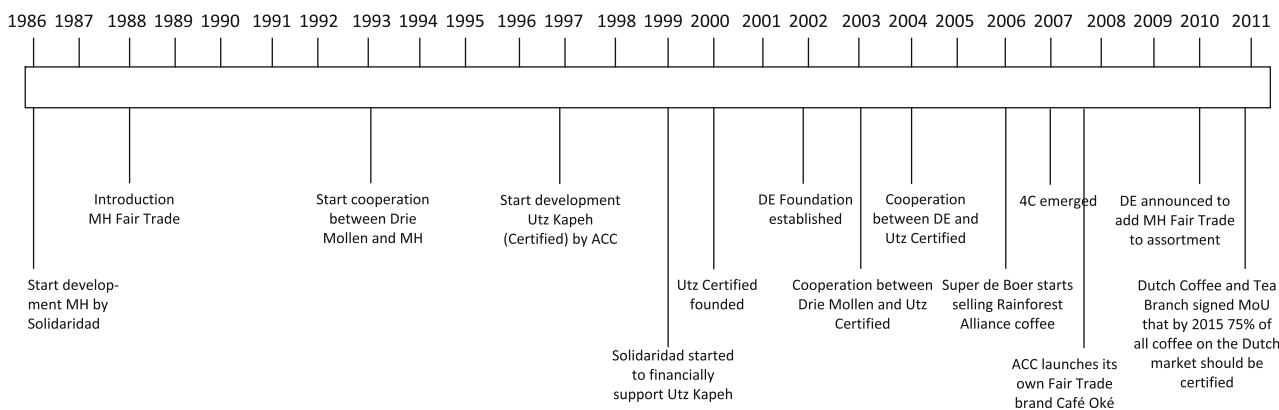 1986 1987 1988 1989 1990 1991 1992 1993 1994 1995 1996 1997 1998 1999 2000 2001 2002 2003 2004 2005 2006 2007 2008 2009 2010 2011
Start develop-
ment MH by
Solidaridad
Introduction
MH Fair Trade
Start cooperation
between Drie
Mollen and MH
Start development
Utz Kapeh
(Certified) by ACC
Solidaridad started
to financially
support Utz Kapeh
Utz Certified
founded
DE Foundation
established
Cooperation between
Drie Mollen and Utz
Certified
Cooperation
between DE and
Utz Certified
Super de Boer starts
selling Rainforest
Alliance coffee
4C emerged
ACC launches its
own Fair Trade
brand Café Oké
DE announced to
add MH Fair Trade
to assortment
Dutch Coffee and Tea
Branch signed MoU
that by 2015 75% of
all coffee on the Dutch
market should be
certified